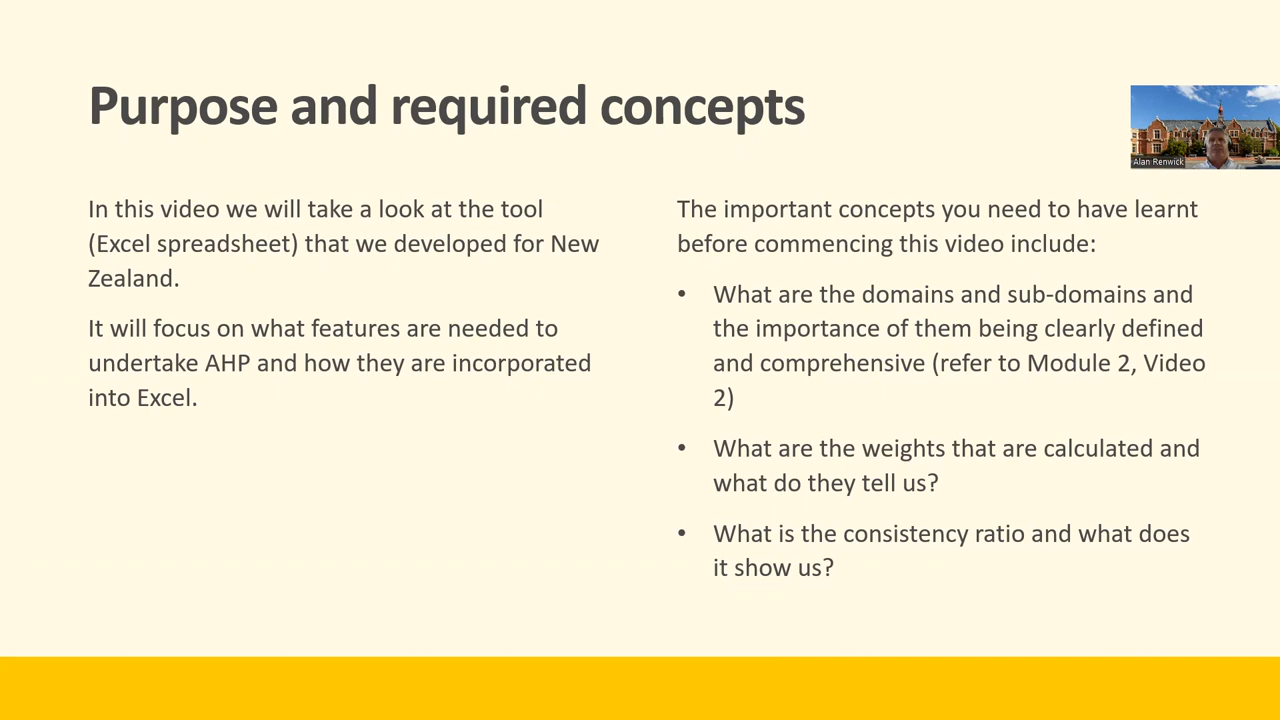 Purpose and required concepts
Alan Renwick
In this video we will take a look at the tool
(Excel spreadsheet) that we developed for New
Zealand.
It will focus on what features are needed to
undertake AHP and how they are incorporated
into Excel.
The important concepts you need to have learnt
before commencing this video include:
• What are the domains and sub-domains and
the importance of them being clearly defined
and comprehensive (refer to Module 2, Video
2)
• What are the weights that are calculated and
what do they tell us?
• What is the consistency ratio and what does
it show us?